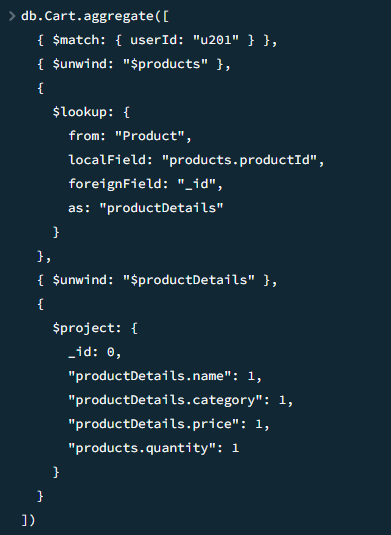 db.Cart.aggregate([
  { $match: { userId: "u201" } },
  { $unwind: "$products" },
  {
    $lookup: {
      from: "Product",
      localField: "products.productId",
      foreignField: "_id",
      as: "productDetails"
    }
  },
  { $unwind: "$productDetails" },
  {
    $project: {
      _id: 0,
      "productDetails.name": 1,
      "productDetails.category": 1,
      "productDetails.price": 1,
      "products.quantity": 1
    }
  }
])